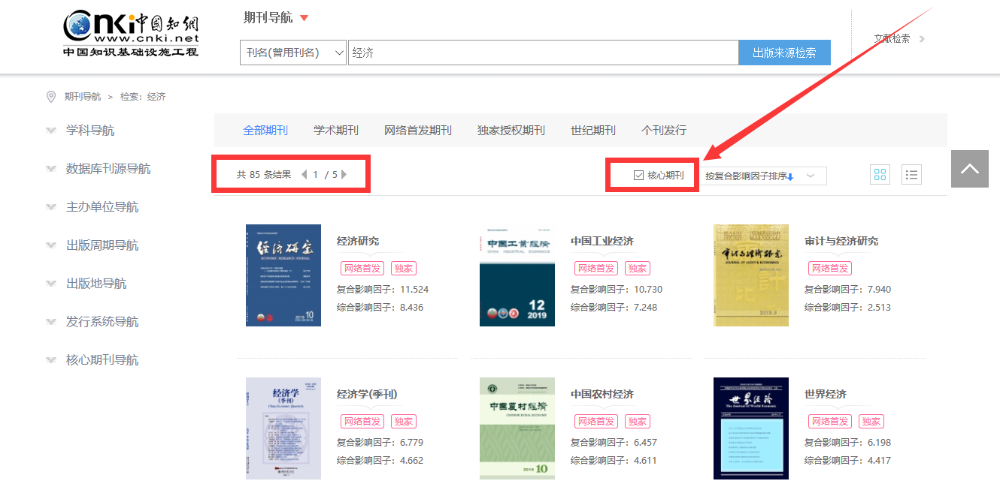 期刊导航
cnki中国知网
www.cnki.net
中国知识基础设施工程
刊名(曾用刊名)
经济
出版来源检索
文献检索
期刊导航 > 检索：经济
学科导航
数据库刊源导航
主办单位导航
出版周期导航
出版地导航
发行系统导航
核心期刊导航
全部期刊 学术期刊 网络首发期刊 独家授权期刊 世纪期刊 个刊发行
共 85 条结果 1 / 5
核心期刊
按复合影响因子排序
经济研究
ECONOMIC RESEARCH JOURNAL
2019 10
经济研究
网络首发 独家
复合影响因子：11.524
综合影响因子：8.436
中国工业经济
CHINA INDUSTRIAL ECONOMICS
12
2019
中国工业经济
网络首发 独家
复合影响因子：10.730
综合影响因子：7.248
审计与经济研究
JOURNAL OF AUDIT & ECONOMICS
审计与经济研究
网络首发
复合影响因子：7.940
综合影响因子：2.513
经济学
(季刊)
China Economic Quarterly
经济学(季刊)
网络首发 独家
复合影响因子：6.779
综合影响因子：4.662
中国农村经济
CHINESE RURAL ECONOMY
2019 10
中国农村经济
网络首发 独家
复合影响因子：6.457
综合影响因子：4.611
世界经济
The Journal of World Economy
世界经济
网络首发 独家
复合影响因子：6.198
综合影响因子：4.417